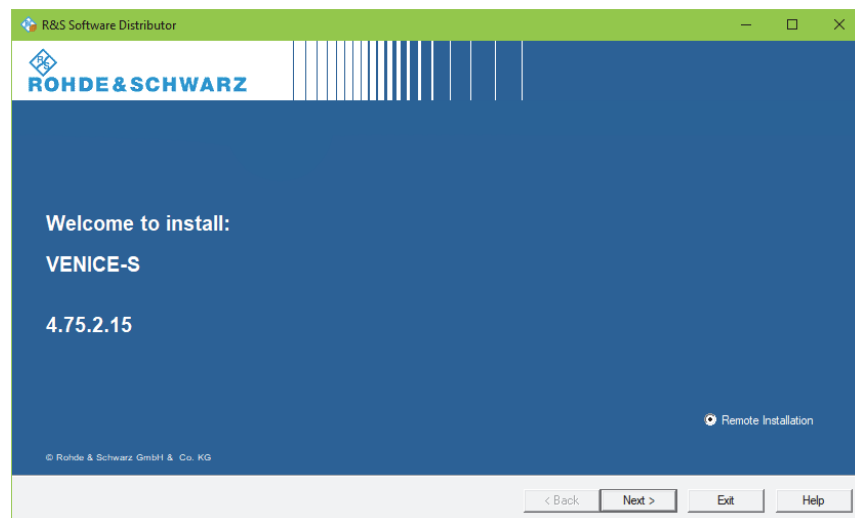 R&S Software Distributor
R&S
ROHDE&SCHWARZ
Welcome to install:
VENICE-S
4.75.2.15
Remote Installation
© Rohde & Schwarz GmbH & Co. KG
< Back Next > Exit Help